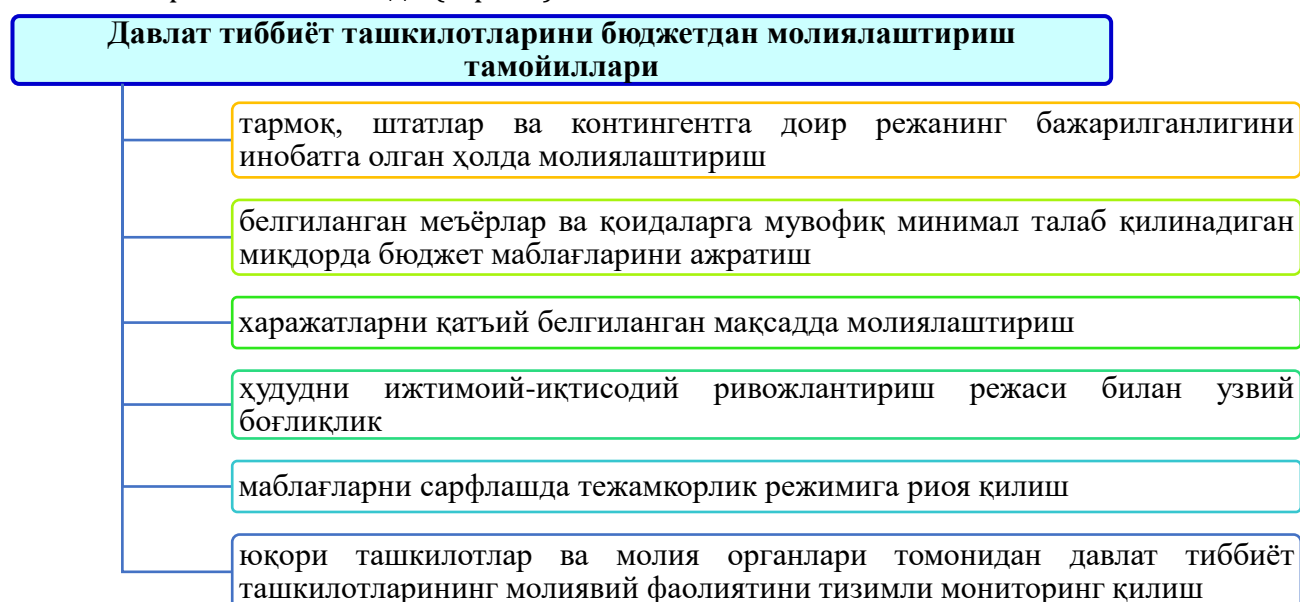 Давлат тиббиёт ташкилотларини бюджетдан молиялаштириш
тамойиллари
тармоқ, штатлар ва контингентга доир режанинг бажарилганлигини
инобатга олган ҳолда молиялаштириш
белгиланган меъёрлар ва қоидаларга мувофиқ минимал талаб қилинадиган
миқдорда бюджет маблағларини ажратиш
харажатларни қатъий белгиланган мақсадда молиялаштириш
ҳудудни ижтимоий-иқтисодий ривожлантириш режаси билан узвий
боғлиқлик
маблағларни сарфлашда тежамкорлик режимига риоя қилиш
юқори ташкилотлар ва молия органлари томонидан давлат тиббиёт
ташкилотларининг молиявий фаолиятини тизимли мониторинг қилиш